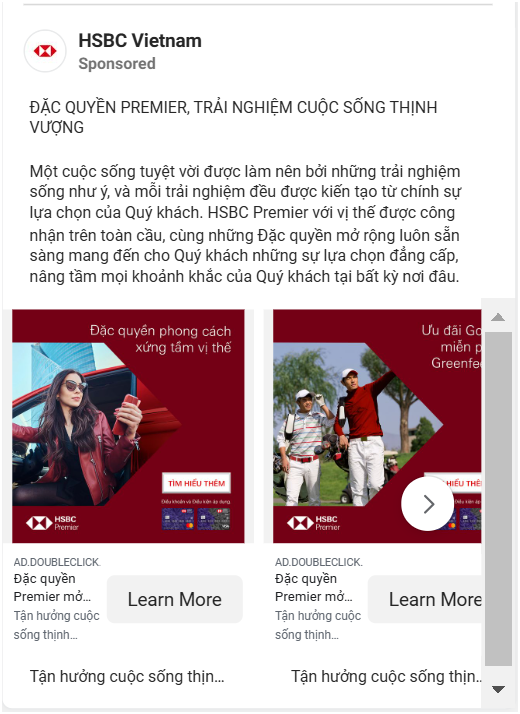 HSBC Vietnam
Sponsored
ĐẶC QUYỀN PREMIER, TRẢI NGHIỆM CUỘC SỐNG THỊNH
VƯỢNG
Một cuộc sống tuyệt vời được làm nên bởi những trải nghiệm
sống như ý, và mỗi trải nghiệm đều được kiến tạo từ chính sự
lựa chọn của Quý khách. HSBC Premier với vị thế được công
nhận trên toàn cầu, cùng những Đặc quyền mở rộng luôn sẵn
sàng mang đến cho Quý khách những sự lựa chọn đẳng cấp,
nâng tầm mọi khoảnh khắc của Quý khách tại bất kỳ nơi đâu.
Đặc quyền phong cách
xứng tầm vị thế
TÌM HIỂU THÊM
Điều khoản và Điều kiện áp dụng
HSBC
Premier
AD.DOUBLECLICK.
Đặc quyền
Premier mở…
Tận hưởng cuộc
sống thịnh…
Learn More
Tận hưởng cuộc sống thịn…
Ưu đãi Go
miễn p
Greenfee
HSBC
Premier
AD.DOUBLECLICK.
Đặc quyền
Premier mở…
Tận hưởng cuộc
sống thịnh…
Learn More
Tận hưởng cuộc sống thịn…